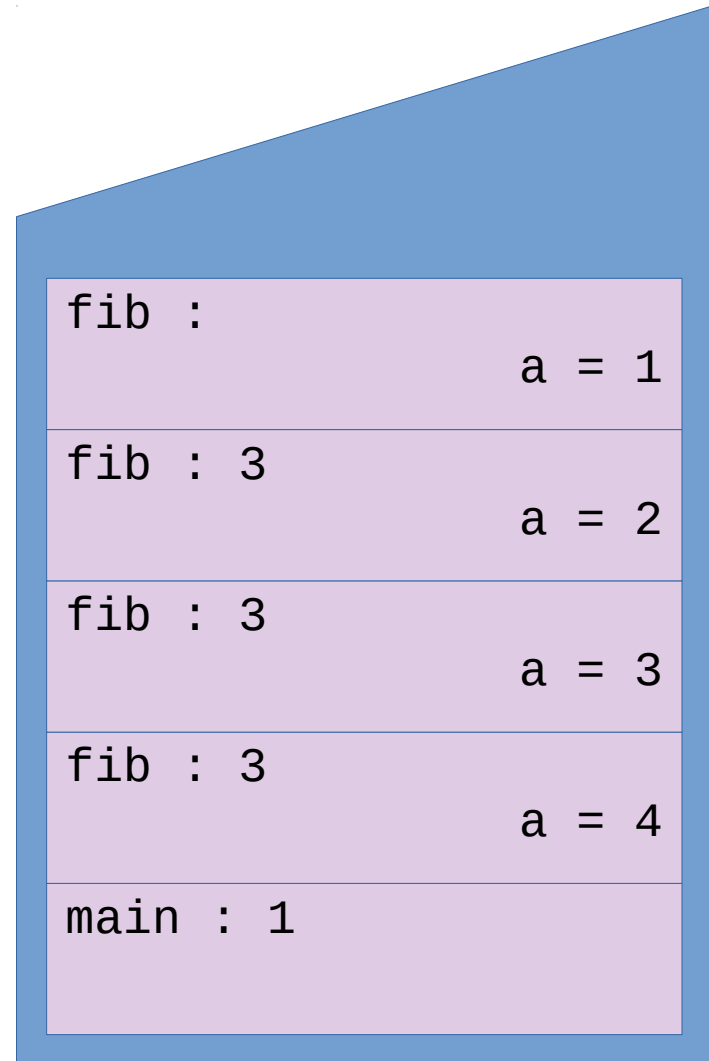 fib :
a = 1
fib : 3
a = 2
fib : 3
a = 3
fib : 3
a = 4
main : 1